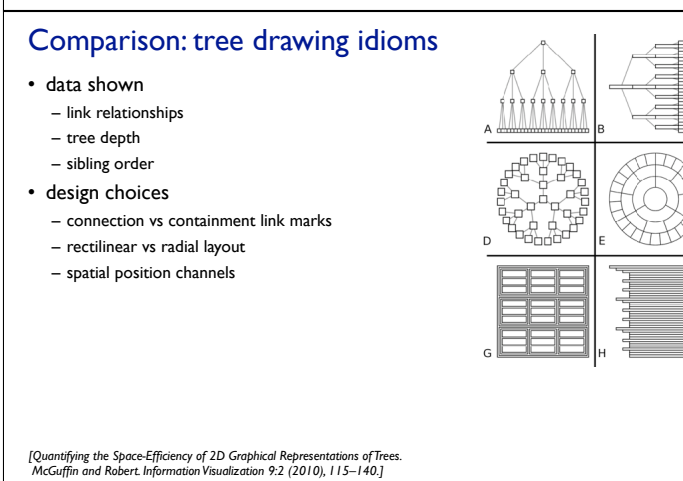 Comparison: tree drawing idioms
• data shown
– link relationships
– tree depth
– sibling order
• design choices
– connection vs containment link marks
– rectilinear vs radial layout
– spatial position channels
A
B
D
E
G
H
[Quantifying the Space-Efficiency of 2D Graphical Representations of Trees.
McGuffin and Robert. Information Visualization 9:2 (2010), 115–140.]